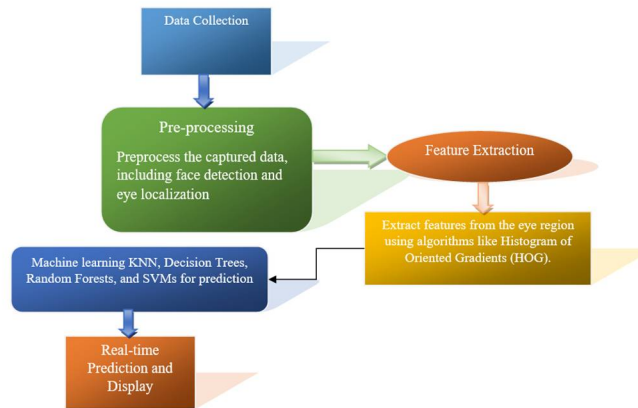 Data Collection
Pre-processing
Preprocess the captured data,
including face detection and
eye localization
Feature Extraction
Extract features from the eye region
using algorithms like Histogram of
Oriented Gradients (HOG).
Machine learning KNN, Decision Trees,
Random Forests, and SVMs for prediction
Real-time
Prediction and
Display